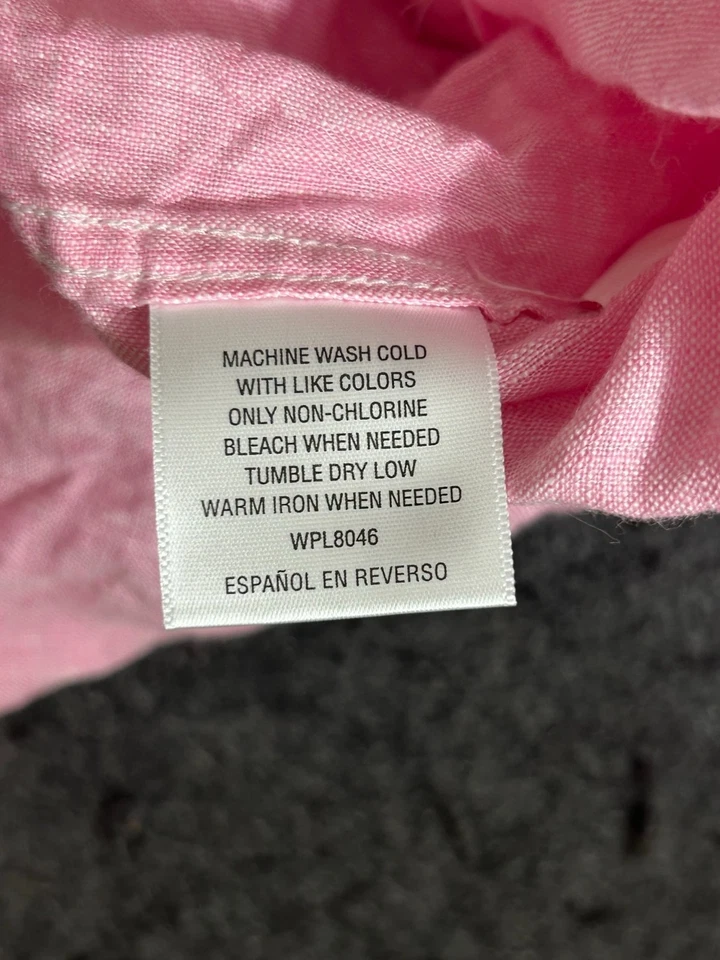 MACHINE WASH COLD
WITH LIKE COLORS
ONLY NON-CHLORINE
BLEACH WHEN NEEDED
TUMBLE DRY LOW
WARM IRON WHEN NEEDED
WPL8046
ESPAÑOL EN REVERSO